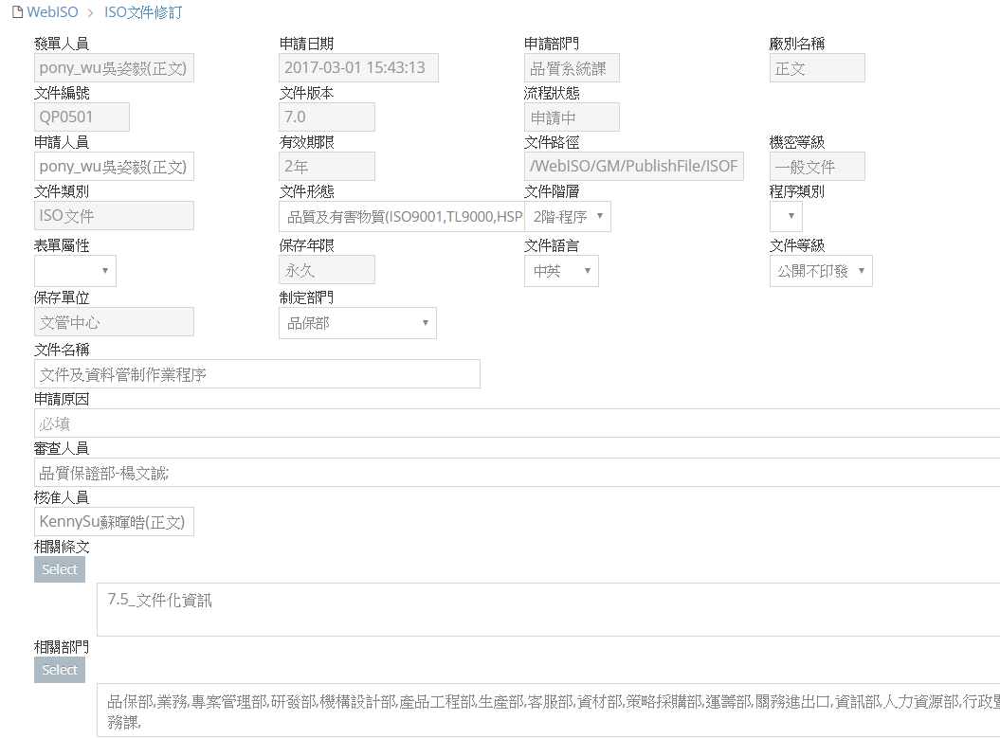 WebISO > ISO文件修訂
發單人員 申請日期 申請部門 廠別名稱
pony_wu吳姿毅(正文) 2017-03-01 15:43:13 品質系統課 正文
文件編號 文件版本 流程狀態
QP0501 7.0 申請中
申請人員 有效期限 文件路徑 機密等級
pony_wu吳姿毅(正文) 2年 /WebISO/GM/PublishFile/ISOF 一般文件
文件類別 文件形態 文件階層 程序類別
ISO文件 品質及有害物質(ISO9001,TL9000,HSP 2階-程序
表單屬性 保存年限 文件語言 文件等級
永久 中英 公開不印發
保存單位 制定部門
文管中心 品保部
文件名稱
文件及資料管制作業程序
申請原因
必填
審查人員
品質保證部-楊文誠;
核准人員
KennySu蘇暉皓(正文)
相關條文
Select
7.5_文件化資訊
相關部門
Select
品保部,業務,專案管理部,研發部,機構設計部,產品工程部,生產部,客服部,資材部,策略採購部,運籌部,關務進出口,資訊部,人力資源部,行政暨
務課,